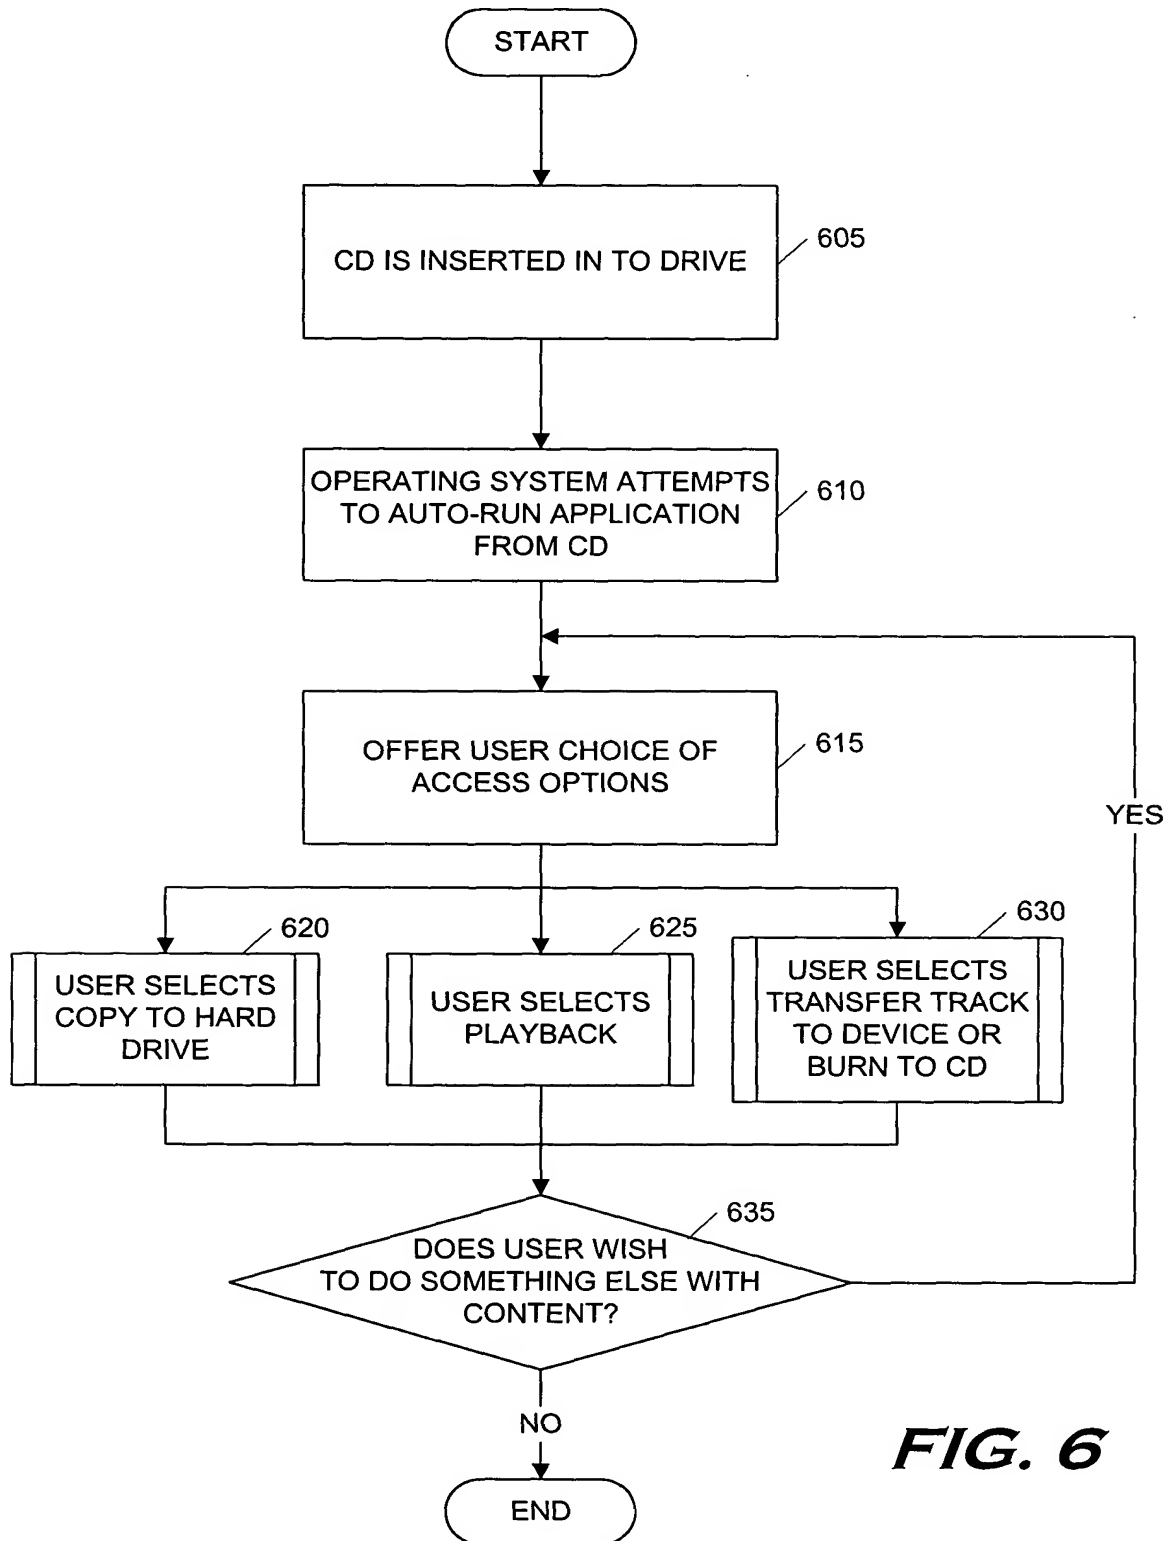 START
CD IS INSERTED IN TO DRIVE
605
OPERATING SYSTEM ATTEMPTS
TO AUTO-RUN APPLICATION
FROM CD
610
OFFER USER CHOICE OF
ACCESS OPTIONS
615
YES
620
USER SELECTS
COPY TO HARD
DRIVE
625
USER SELECTS
PLAYBACK
630
USER SELECTS
TRANSFER TRACK
TO DEVICE OR
BURN TO CD
635
DOES USER WISH
TO DO SOMETHING ELSE WITH
CONTENT?
NO
END
FIG. 6